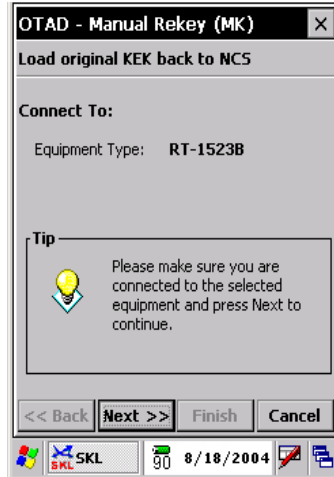 OTAD - Manual Rekey (MK)
Load original KEK back to NCS
Connect To:
Equipment Type: RT-1523B
Tip
Please make sure you are
connected to the selected
equipment and press Next to
continue.
<< Back Next >> Finish Cancel
SKL SKL 90 8/18/2004